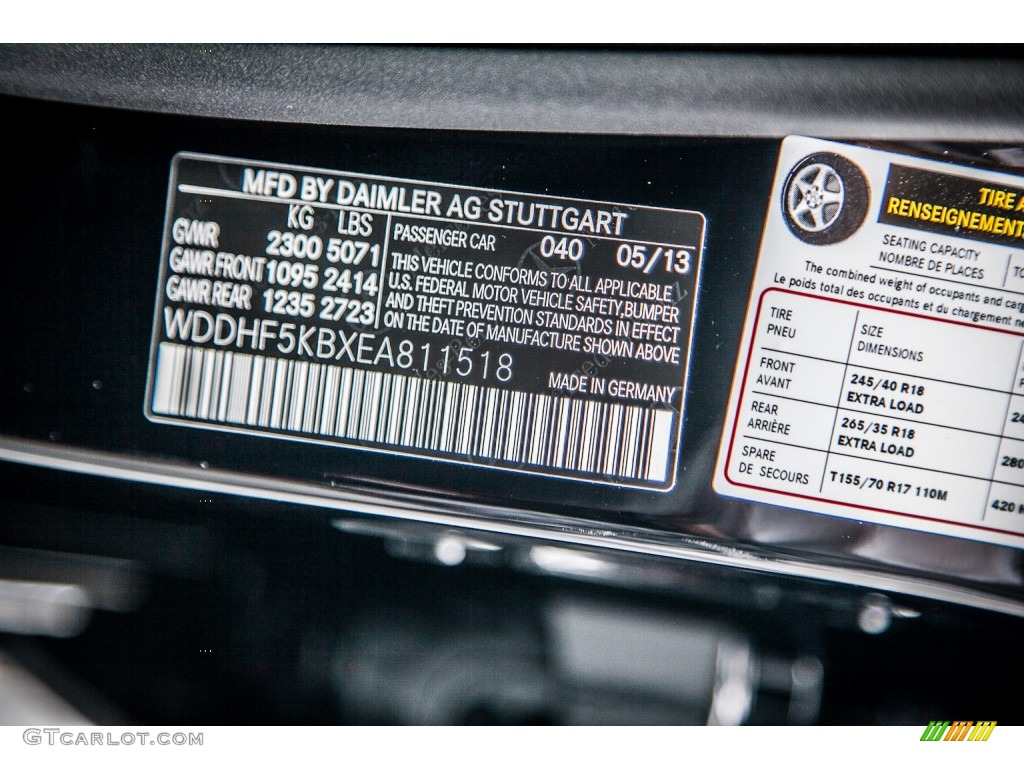 MFD BY DAIMLER AG STUTTGART
KG LBS
GVWR 2300 5071
GAWR FRONT 1095 2414
GAWR REAR 1235 2723
PASSENGER CAR 040 05/13
THIS VEHICLE CONFORMS TO ALL APPLICABLE
U.S. FEDERAL MOTOR VEHICLE SAFETY,BUMPER
AND THEFT PREVENTION STANDARDS IN EFFECT
ON THE DATE OF MANUFACTURE SHOWN ABOVE
WDDHF5KBXEA811518
MADE IN GERMANY
TIRE A
RENSEIGNEMENT
SEATING CAPACITY
NOMBRE DE PLACES
TO
The combined weight of occupants and car
Le poids total des occupants et du chargement n
TIRE
PNEU
SIZE
DIMENSIONS
FRONT
AVANT
245/40 R18
EXTRA LOAD
24
REAR
ARRIÈRE
265/35 R18
EXTRA LOAD
280
SPARE
DE SECOURS
T155/70 R17 110M
420
GTcarlot.com